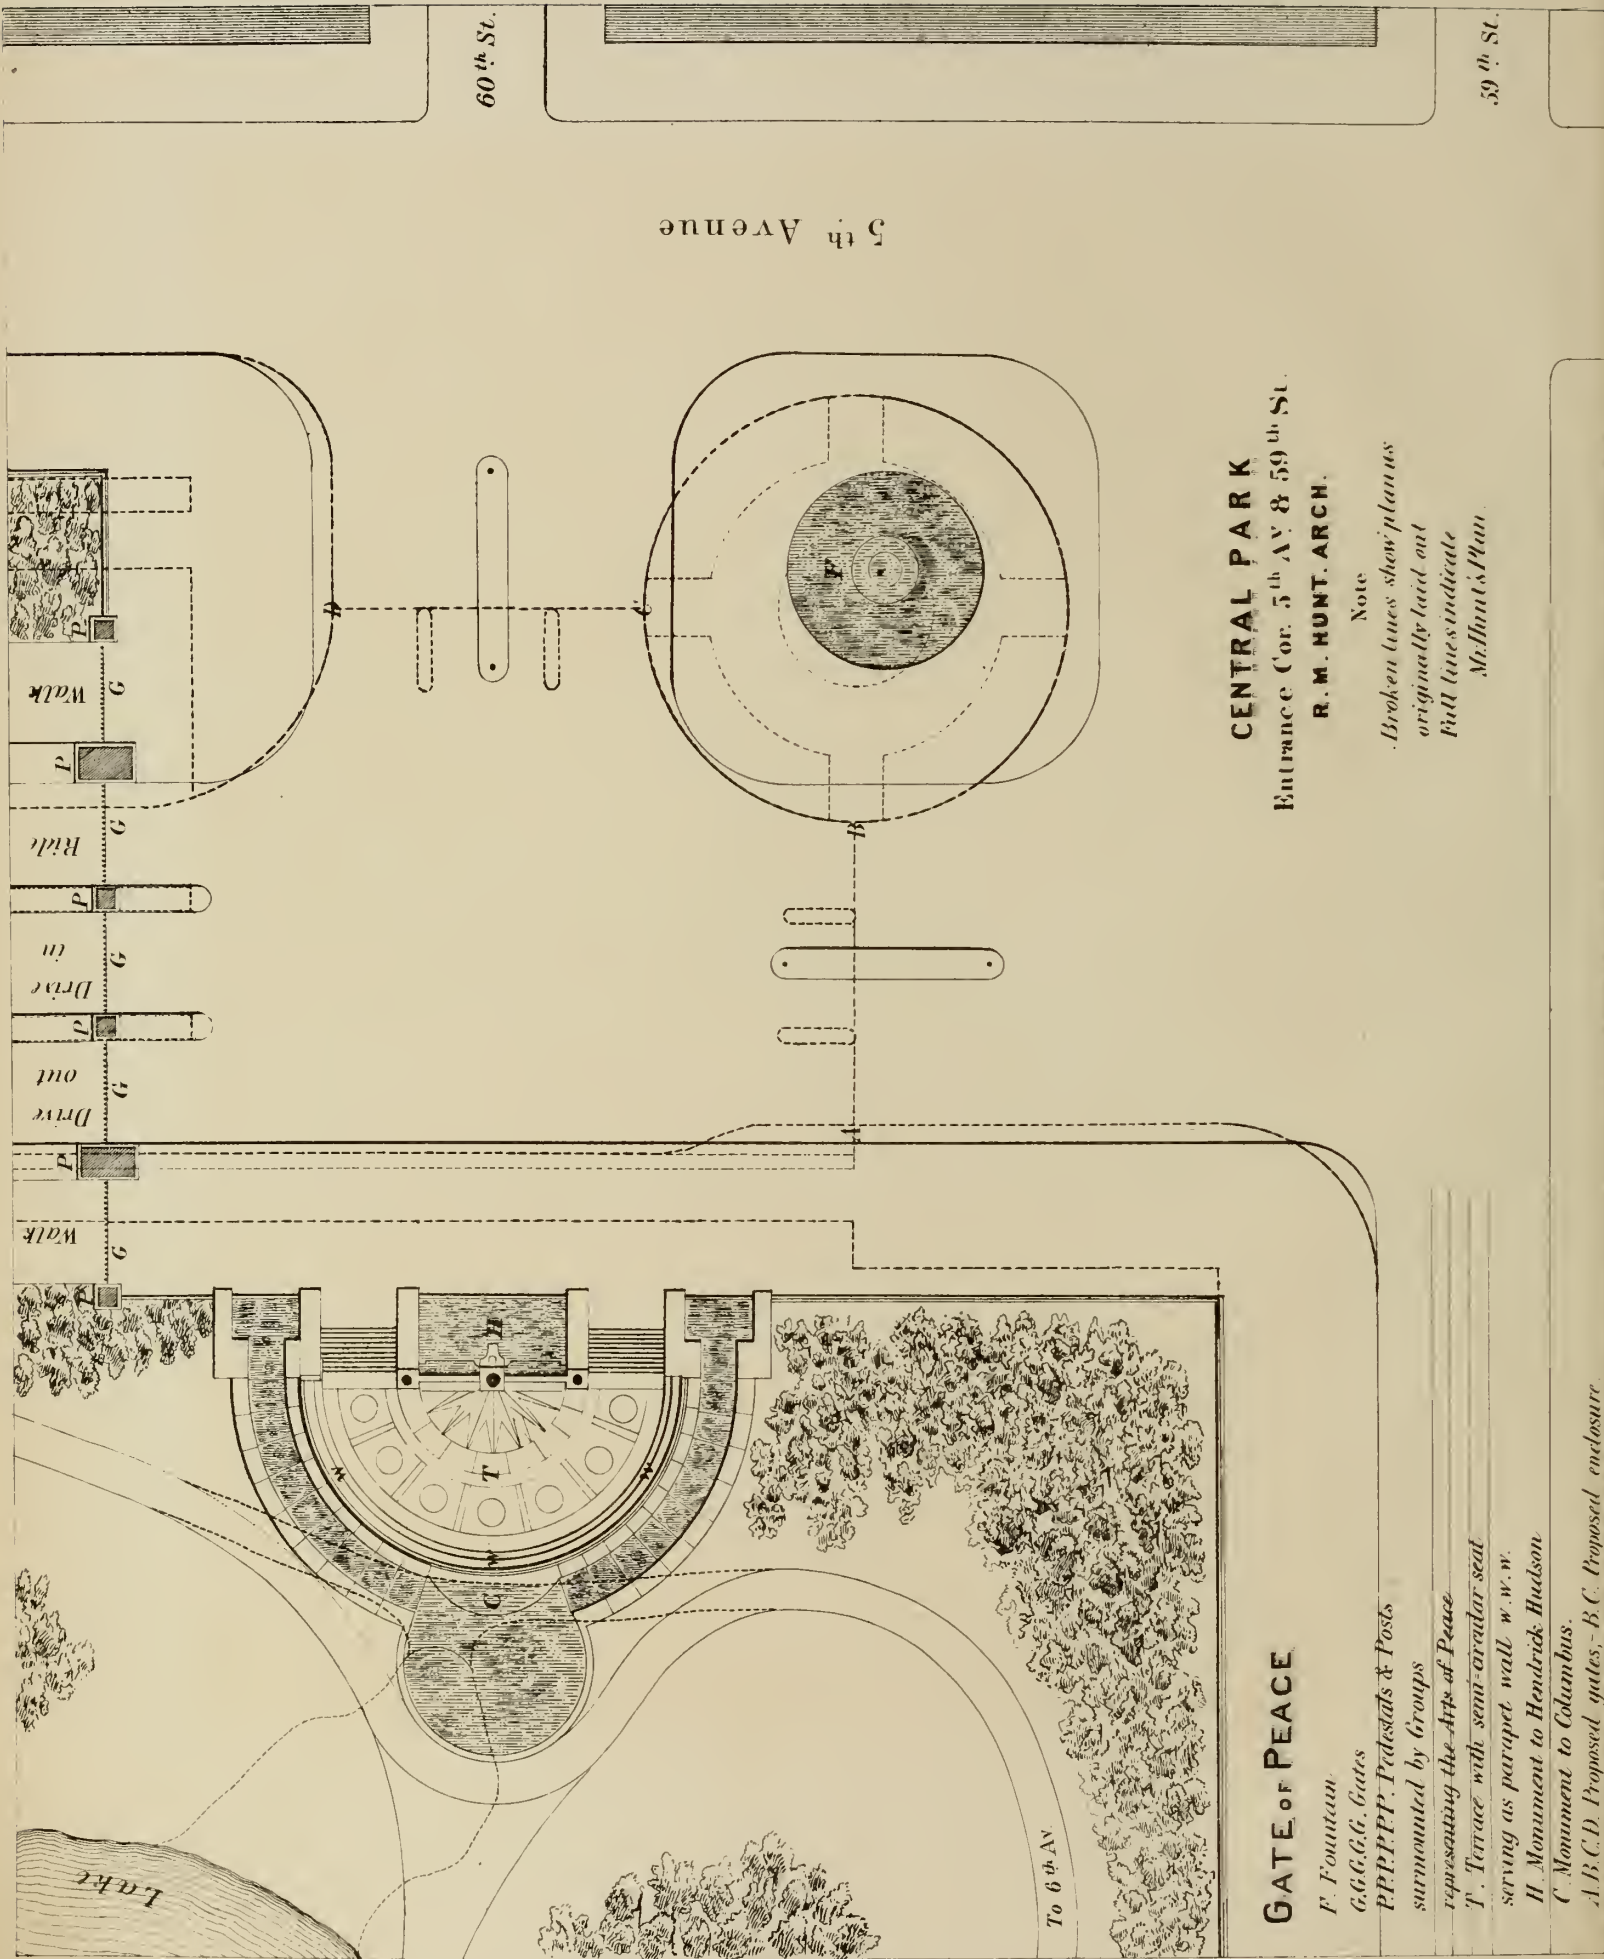 60th St.
59th St.
5th Avenue
P
Walk
G
P
G
Ride
P
in
Drive
G
P
out
Drive
G
P
Walk
G
P
D
C
F
B
A
H
T
W
W
W
C
Lake
To 6th Av.
CENTRAL PARK
Entrance Cor. 5th Av. & 59th St.
R. M. HUNT. ARCH.
Note
Broken lines show plan as
originally laid out
Full lines indicate
Mr. Hunt's Plan.
GATE OF PEACE
F. Fountain.
G.G.G.G.G. Gates
P.P.P.P.P.P. Pedestals & Posts
surmounted by Groups
representing the Arts of Peace
T. Terrace with semi-circular seat
serving as parapet wall w. w. w.
H. Monument to Hendrick Hudson
C. Monument to Columbus.
A.B.C.D. Proposed gates,- B.C. Proposed enclosure.